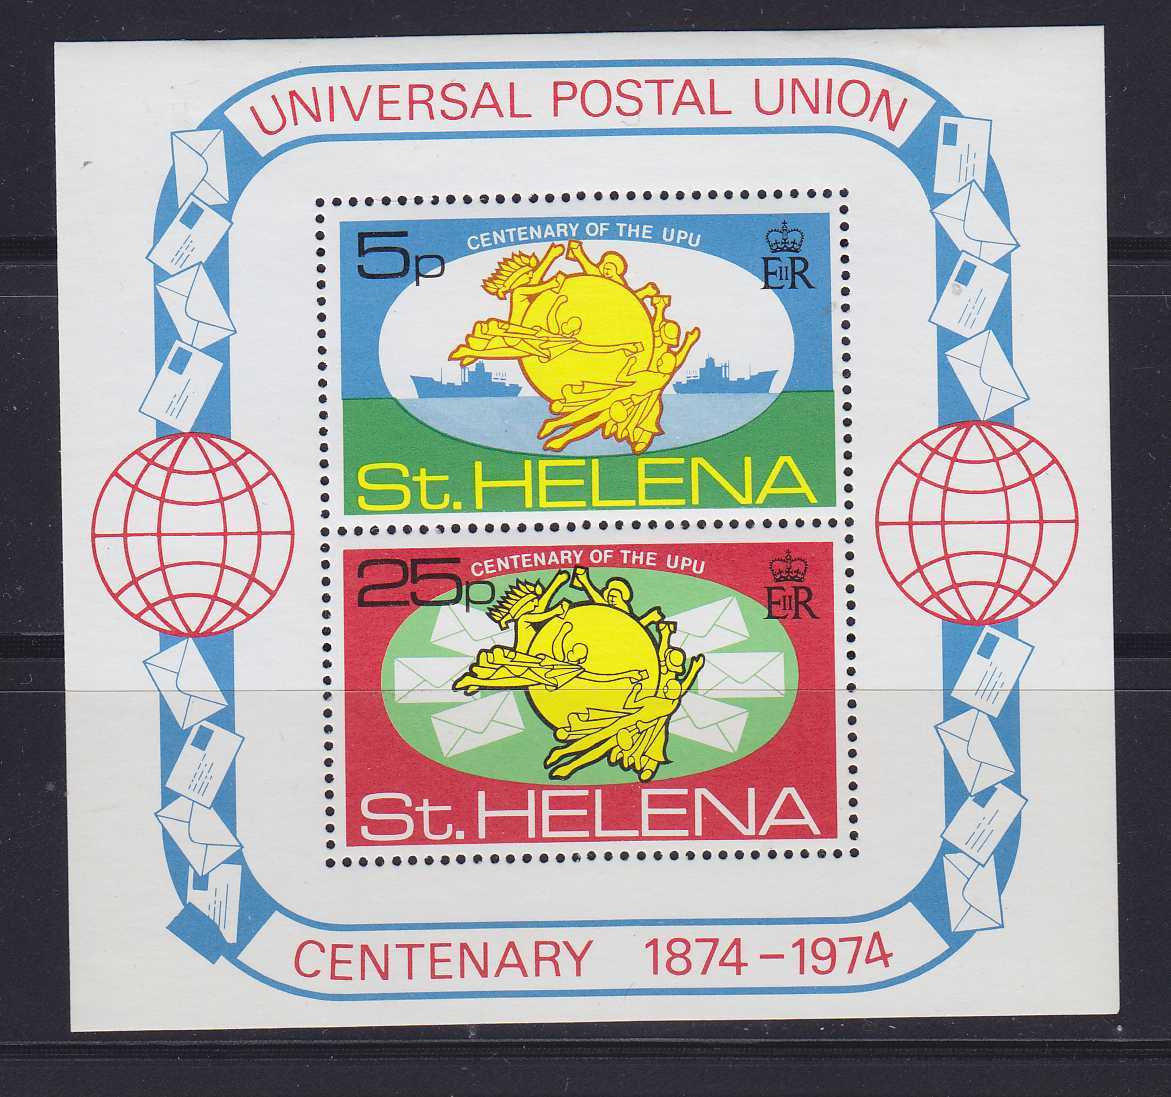 UNIVERSAL POSTAL UNION
5p
CENTENARY OF THE UPU
EIIR
St. HELENA
25p
CENTENARY OF THE UPU
EIIR
St. HELENA
CENTENARY 1874-1974